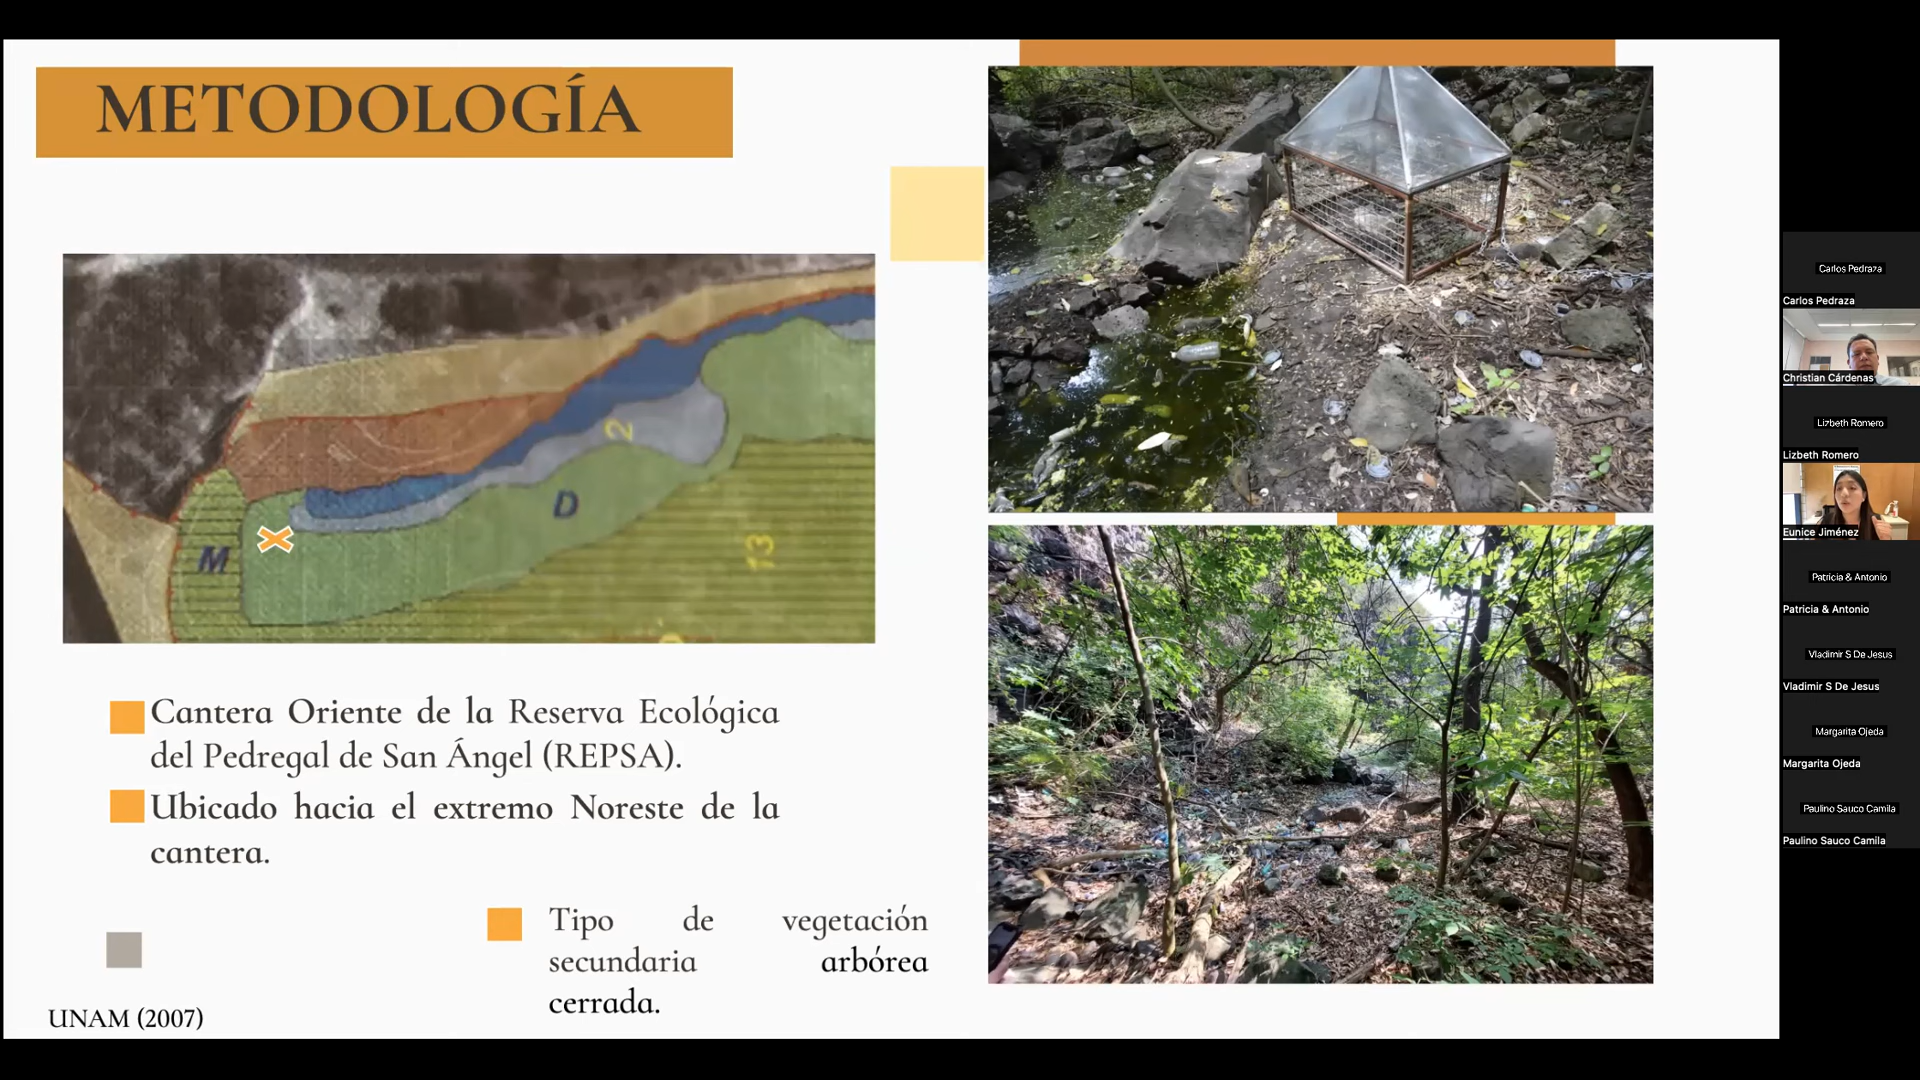 METODOLOGÍA
2
D
M
13
Cantera Oriente de la Reserva Ecológica
del Pedregal de San Ángel (REPSA).
Ubicado hacia el extremo Noreste de la
cantera.
Tipo de vegetación
secundaria arbórea
cerrada.
UNAM (2007)
Carlos Pedraza
Carlos Pedraza
Christian Cárdenas
Lizbeth Romero
Lizbeth Romero
Eunice Jiménez
Patricia & Antonio
Patricia & Antonio
Vladimir S De Jesus
Vladimir S De Jesus
Margarita Ojeda
Margarita Ojeda
Paulino Sauco Camila
Paulino Sauco Camila